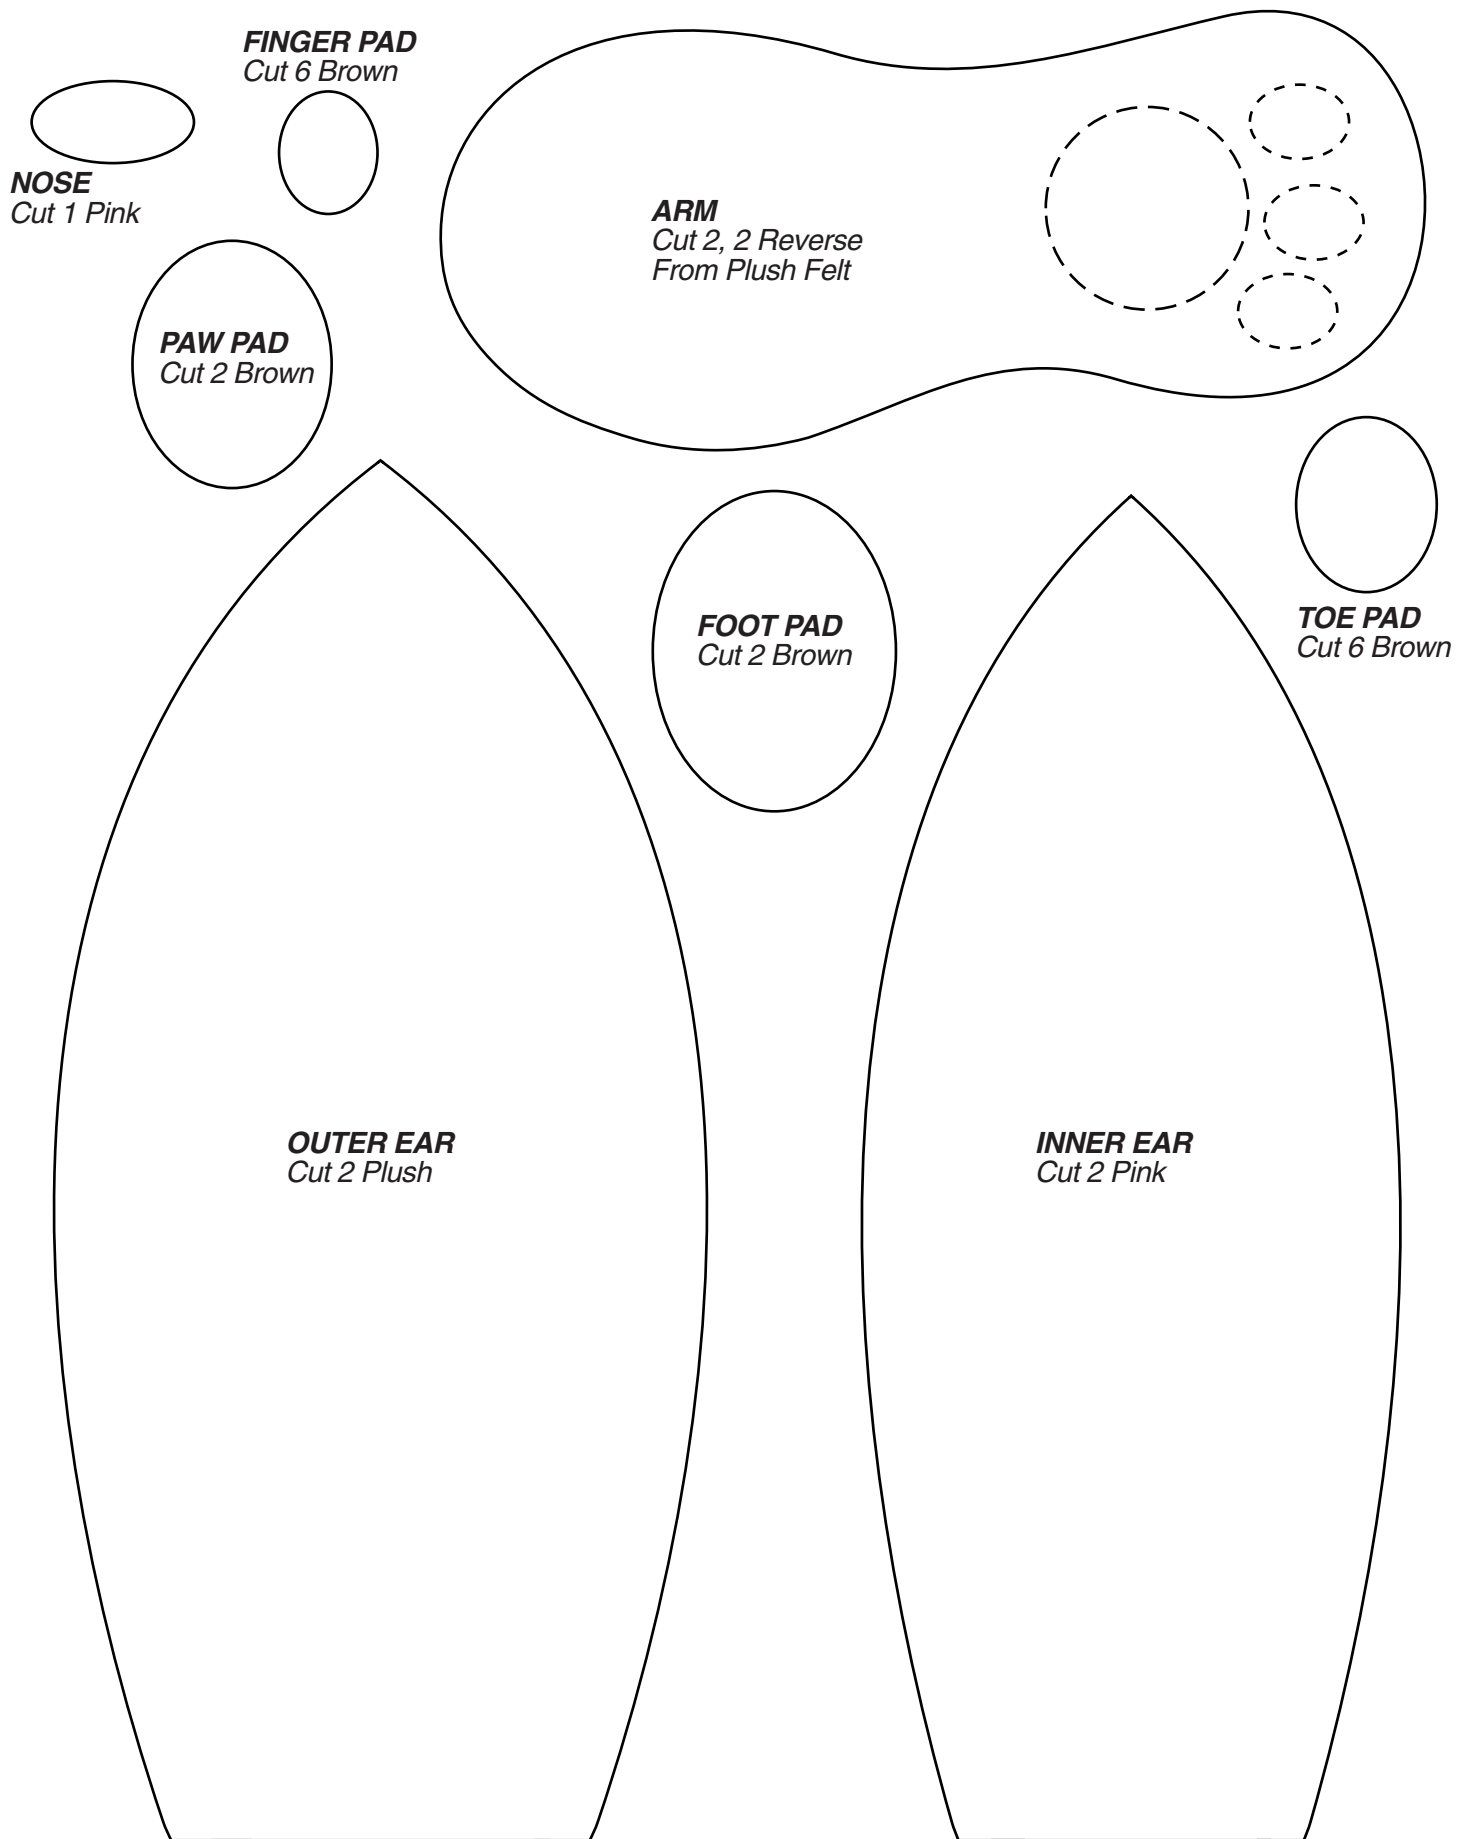 FINGER PAD
Cut 6 Brown
NOSE
Cut 1 Pink
ARM
Cut 2, 2 Reverse
From Plush Felt
PAW PAD
Cut 2 Brown
FOOT PAD
Cut 2 Brown
TOE PAD
Cut 6 Brown
OUTER EAR
Cut 2 Plush
INNER EAR
Cut 2 Pink